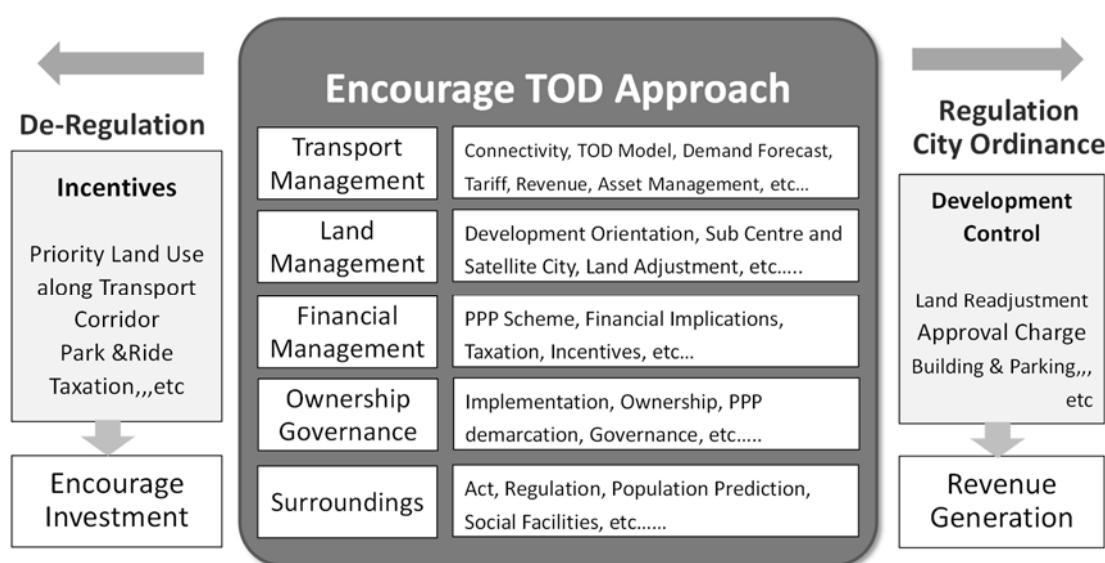 De-Regulation
Incentives
Priority Land Use
along Transport
Corridor
Park &Ride
Taxation,,,etc
Encourage
Investment
Encourage TOD Approach
Transport
Management
Connectivity, TOD Model, Demand Forecast,
Tariff, Revenue, Asset Management, etc…
Land
Management
Development Orientation, Sub Centre and
Satellite City, Land Adjustment, etc…..
Financial
Management
PPP Scheme, Financial Implications,
Taxation, Incentives, etc…
Ownership
Governance
Implementation, Ownership, PPP
demarcation, Governance, etc…..
Surroundings
Act, Regulation, Population Prediction,
Social Facilities, etc……
Regulation
City Ordinance
Development
Control
Land Readjustment
Approval Charge
Building & Parking,,,
etc
Revenue
Generation